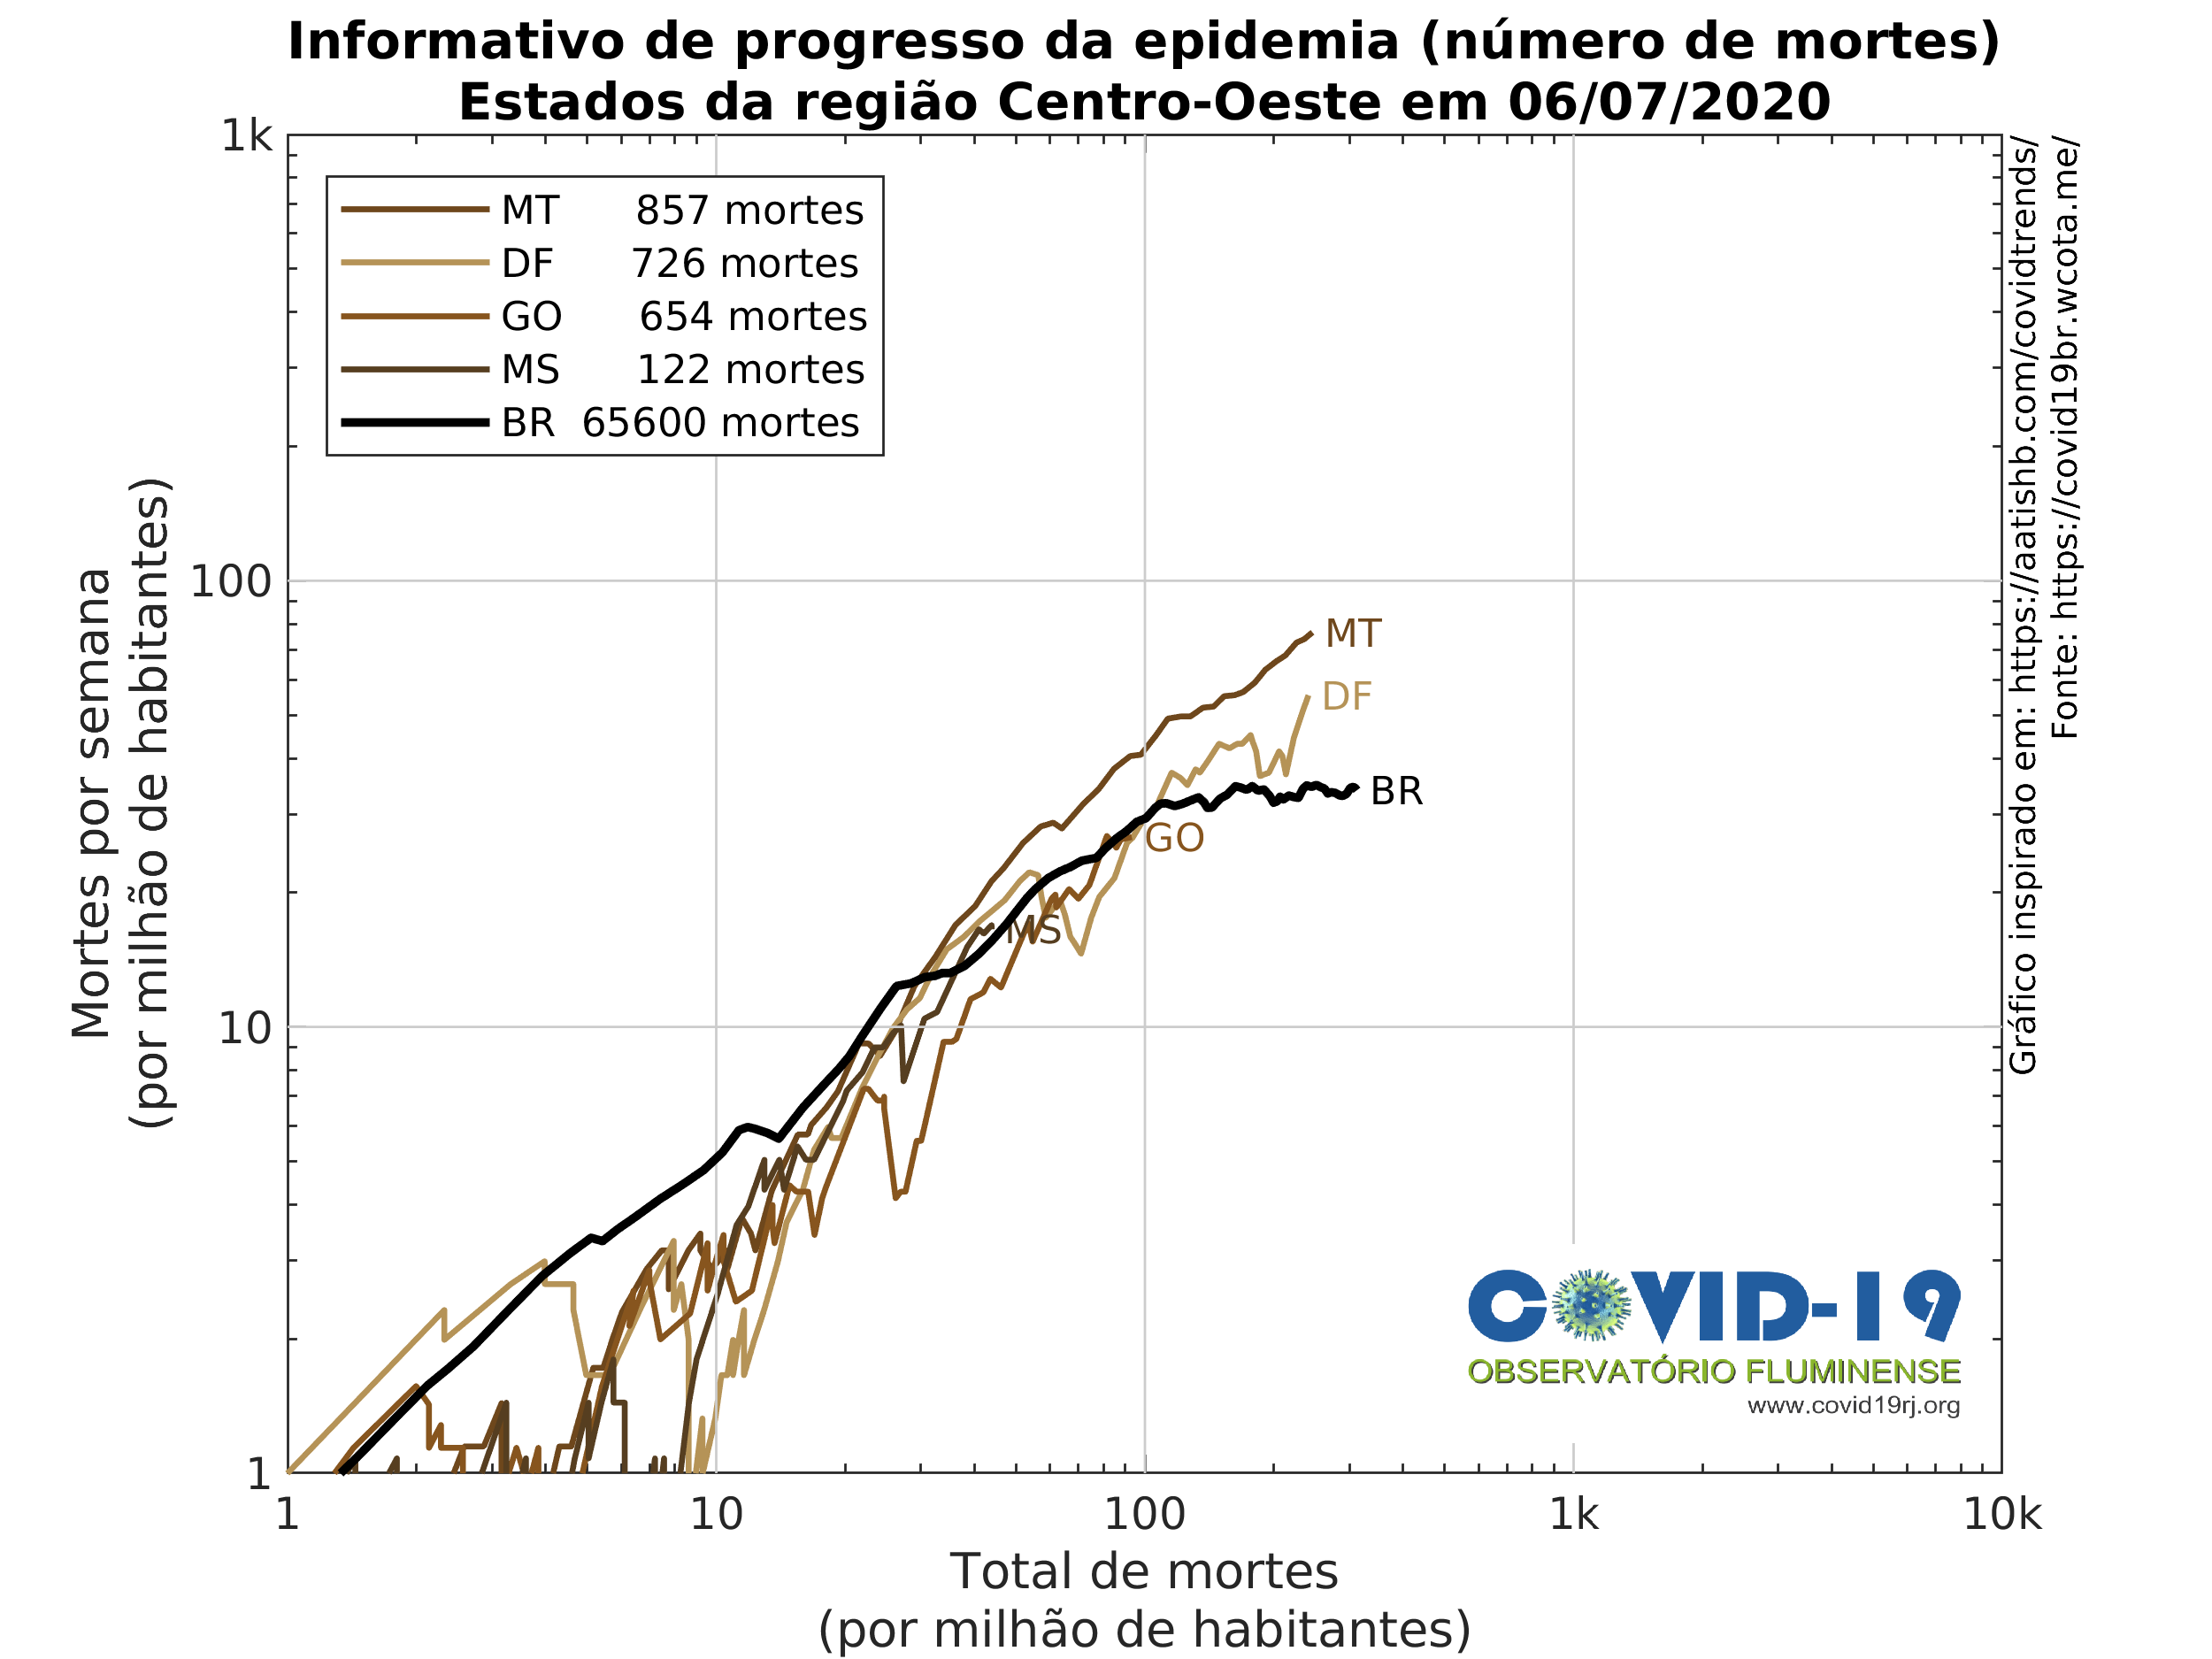 Informativo de progresso da epidemia (número de mortes)
Estados da região Centro-Oeste em 06/07/2020
MT 857 mortes
DF 726 mortes
GO 654 mortes
MS 122 mortes
BR 65600 mortes
1k
100
10
1
Mortes por semana
(por milhão de habitantes)
MT
DF
BR
GO
MS
Gráfico inspirado em: https://aatishb.com/covidtrends/
Fonte: https://covid19br.wcota.me/
COVID-19
OBSERVATÓRIO FLUMINENSE
www.covid19rj.org
1
10
100
1k
10k
Total de mortes
(por milhão de habitantes)